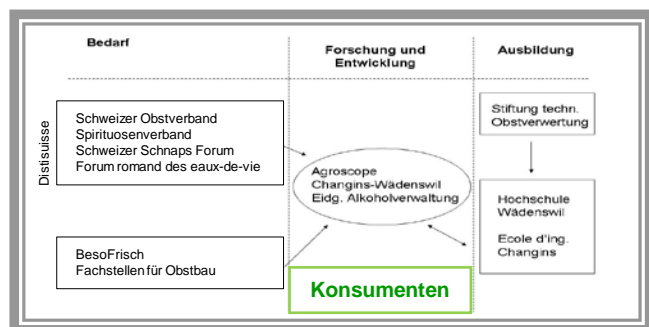 Bedarf
Forschung und
Entwicklung
Ausbildung
Distisuisse
Schweizer Obstverband
Spirituosenverband
Schweizer Schnaps Forum
Forum romand des eaux-de-vie
BesoFrisch
Fachstellen für Obstbau
Agroscope
Changins-Wädenswil
Eidg. Alkoholverwaltung
Konsumenten
Stiftung techn.
Obstverwertung
Hochschule
Wädenswil
Ecole d'ing.
Changins